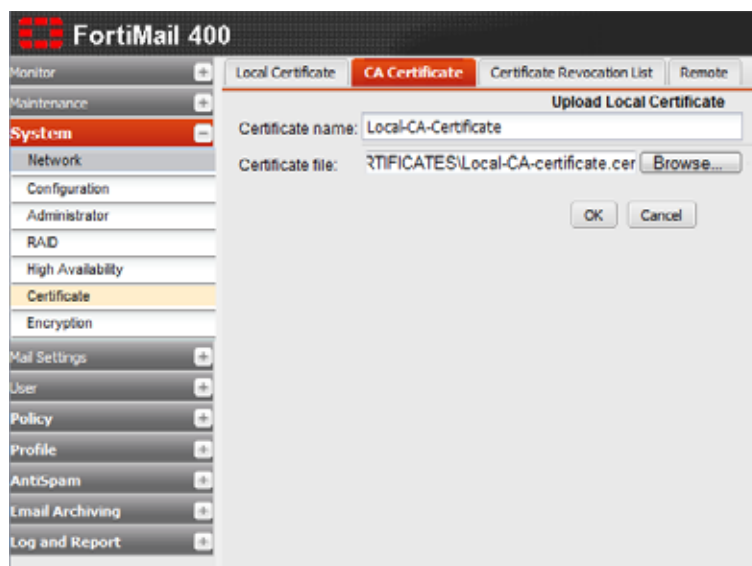 FortiMail 400
Monitor
Maintenance
System
Network
Configuration
Administrator
RAID
High Availability
Certificate
Encryption
Mail Settings
User
Policy
Profile
AntiSpam
Email Archiving
Log and Report
Local Certificate CA Certificate Certificate Revocation List Remote
Upload Local Certificate
Certificate name: Local-CA-Certificate
Certificate file: RTIFICATES\Local-CA-certificate.cer Browse...
OK Cancel